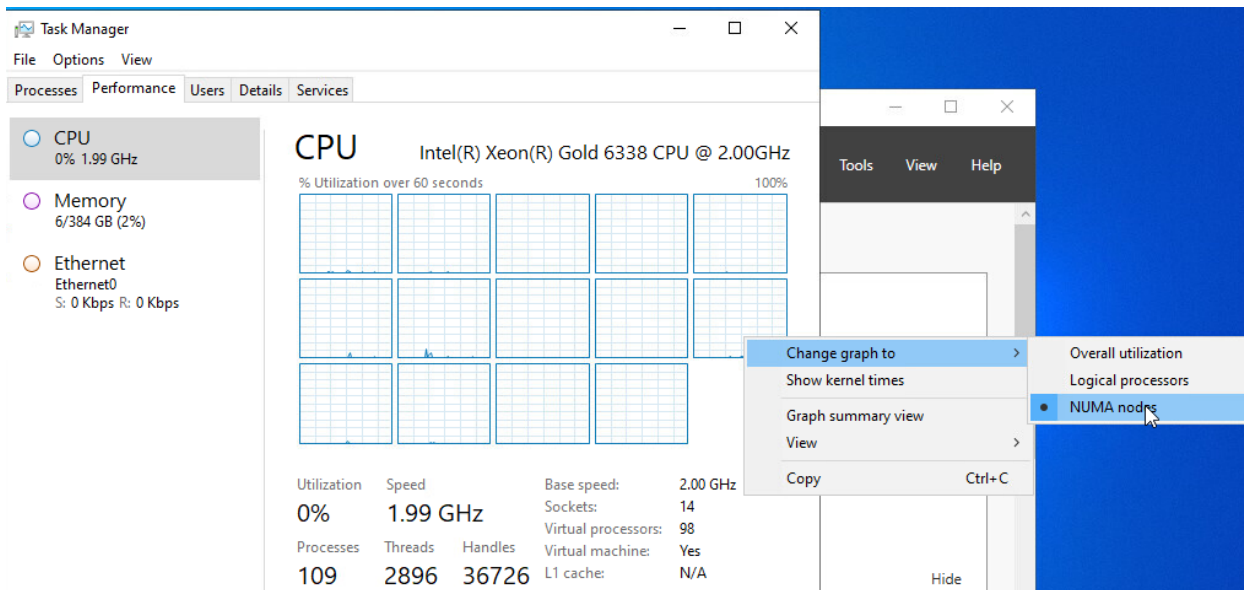 Task Manager
File Options View
Processes Performance Users Details Services
CPU
0% 1.99 GHz
Memory
6/384 GB (2%)
Ethernet
Ethernet0
S: 0 Kbps R: 0 Kbps
CPU Intel(R) Xeon(R) Gold 6338 CPU @ 2.00GHz
% Utilization over 60 seconds 100%
Tools View Help
Change graph to
Show kernel times
Graph summary view
View
Copy Ctrl+C
Overall utilization
Logical processors
NUMA nodes
Utilization Speed
0% 1.99 GHz
Processes Threads Handles
109 2896 36726
Base speed: 2.00 GHz
Sockets: 14
Virtual processors: 98
Virtual machine: Yes
L1 cache: N/A
Hide